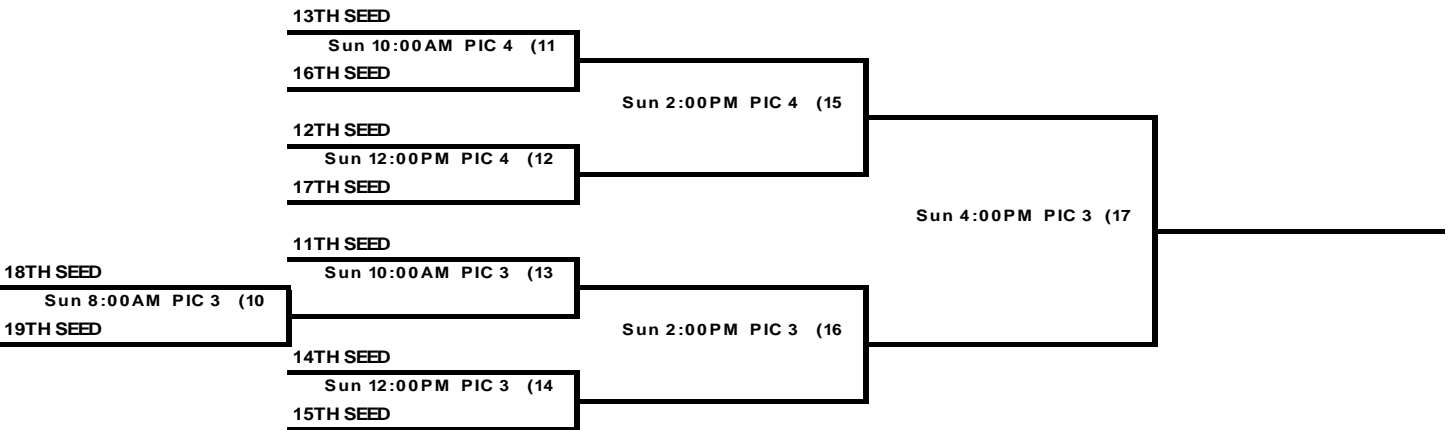 13TH SEED
Sun 10:00AM PIC 4 (11
16TH SEED
Sun 2:00PM PIC 4 (15
12TH SEED
Sun 12:00PM PIC 4 (12
17TH SEED
Sun 4:00PM PIC 3 (17
11TH SEED
18TH SEED
Sun 10:00AM PIC 3 (13
Sun 8:00AM PIC 3 (10
19TH SEED
Sun 2:00PM PIC 3 (16
14TH SEED
Sun 12:00PM PIC 3 (14
15TH SEED